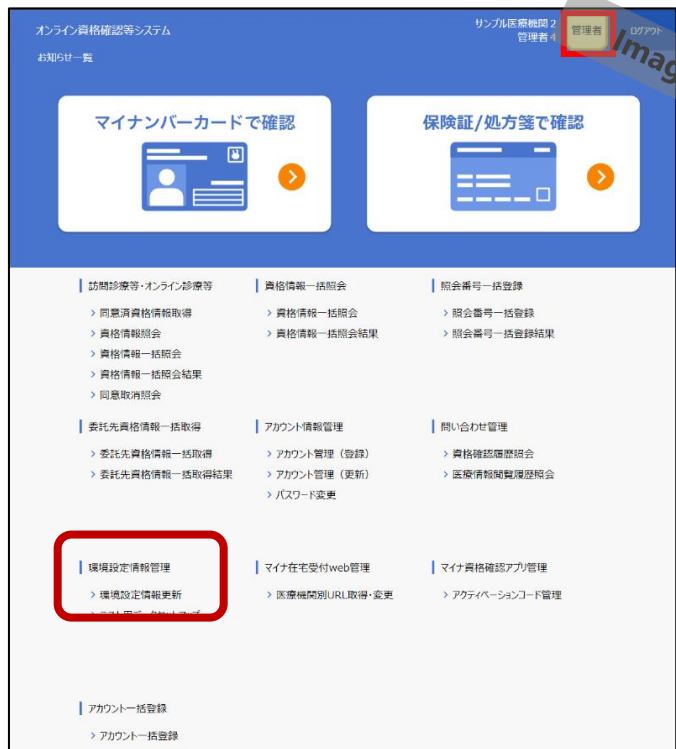 オンライン資格確認等システム
サンプル医療機関2
管理者4
管理者
ログアウト
お知らせ一覧
マイナンバーカードで確認
保険証/処方箋で確認
訪問診療等・オンライン診療等
同意済資格情報取得
資格情報照会
資格情報一括照会
資格情報一括照会結果
同意取消照会
資格情報一括照会
資格情報一括照会
資格情報一括照会結果
照会番号一括登録
照会番号一括登録
照会番号一括登録結果
委託先資格情報一括取得
委託先資格情報一括取得
委託先資格情報一括取得結果
アカウント情報管理
アカウント管理（登録）
アカウント管理（更新）
パスワード変更
問い合わせ管理
資格確認履歴照会
医療情報閲覧履歴照会
環境設定情報管理
環境設定情報更新
マイナ在宅受付web管理
医療機関別URL取得・変更
マイナ資格確認アプリ管理
アクティベーションコード管理
アカウント一括登録
アカウント一括登録